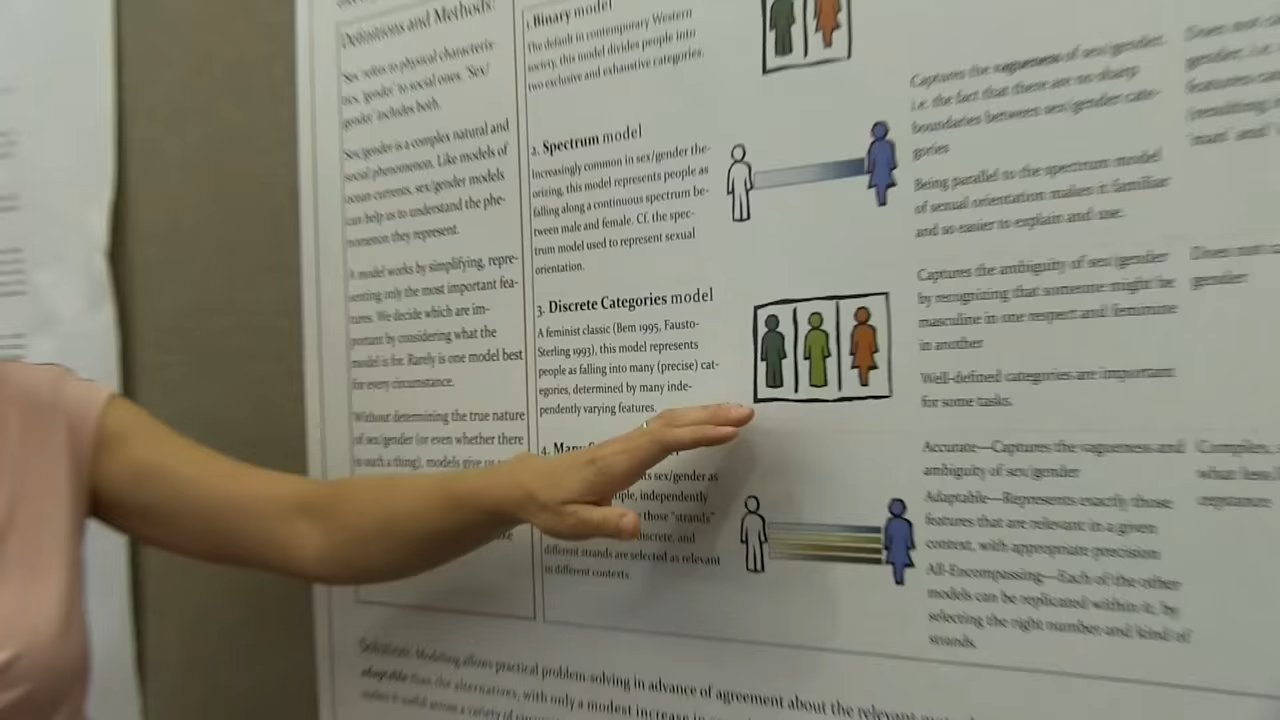 Definitions and Methods:
'Sex' refers to physical characteris-
tics, 'gender' to social ones. 'Sex/
gender' includes both.
Sex/gender is a complex natural and
social phenomenon. Like models of
ocean currents, sex/gender models
can help us to understand the phe-
nomenon they represent.
A model works by simplifying, repre-
senting only the most important fea-
tures. We decide which are im-
portant by considering what the
model is for. Rarely is one model best
for every circumstance.
Without determining the true nature
of sex/gender (or even whether there
is such a thing), models give
1. Binary model
The default in contemporary Western
society, this model divides people into
two exclusive and exhaustive categories.
2. Spectrum model
Increasingly common in sex/gender the-
orizing, this model represents people as
falling along a continuous spectrum be-
tween male and female. Cf. the spec-
trum model used to represent sexual
orientation.
3. Discrete Categories model
A feminist classic (Bem 1995, Fausto-
Sterling 1993), this model represents
people as falling into many (precise) cat-
egories, determined by many inde-
pendently varying features.
4.
sex/gender as
independently
those "strands"
discrete, and
different strands are selected as relevant
in different contexts
Captures the vagueness of sex/gender,
i.e. the fact that there are no sharp
boundaries between sex/gender cate-
gories
Being parallel to the spectrum model
of sexual orientation makes it familiar
and so easier to explain and use.
Captures the ambiguity of sex/gender
by recognizing that someone might be
masculine in one respect and feminine
in another
Well-defined categories are important
for some tasks.
Accurate—Captures the vagueness and
ambiguity of sex/gender
Adaptable—Represents exactly those
features that are relevant in a given
context, with appropriate precision
All-Encompassing—Each of the other
models can be replicated within it, by
selecting the right number and kind of
strands.
Does not
gender, i.e.
features
Does not
gender
Complex,
what less
Modeling allows practical problem-solving in advance of agreement about the relevant
adaptable than the alternatives, with only a modest increase in